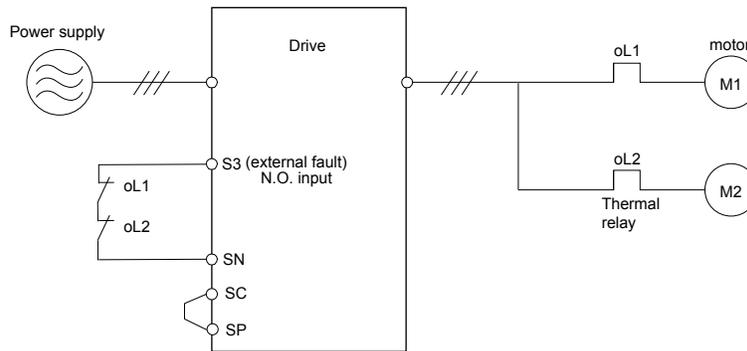 Power supply
Drive
oL1
motor
M1
S3 (external fault)
N.O. input
oL1
oL2
oL2
M2
Thermal
relay
SN
SC
SP